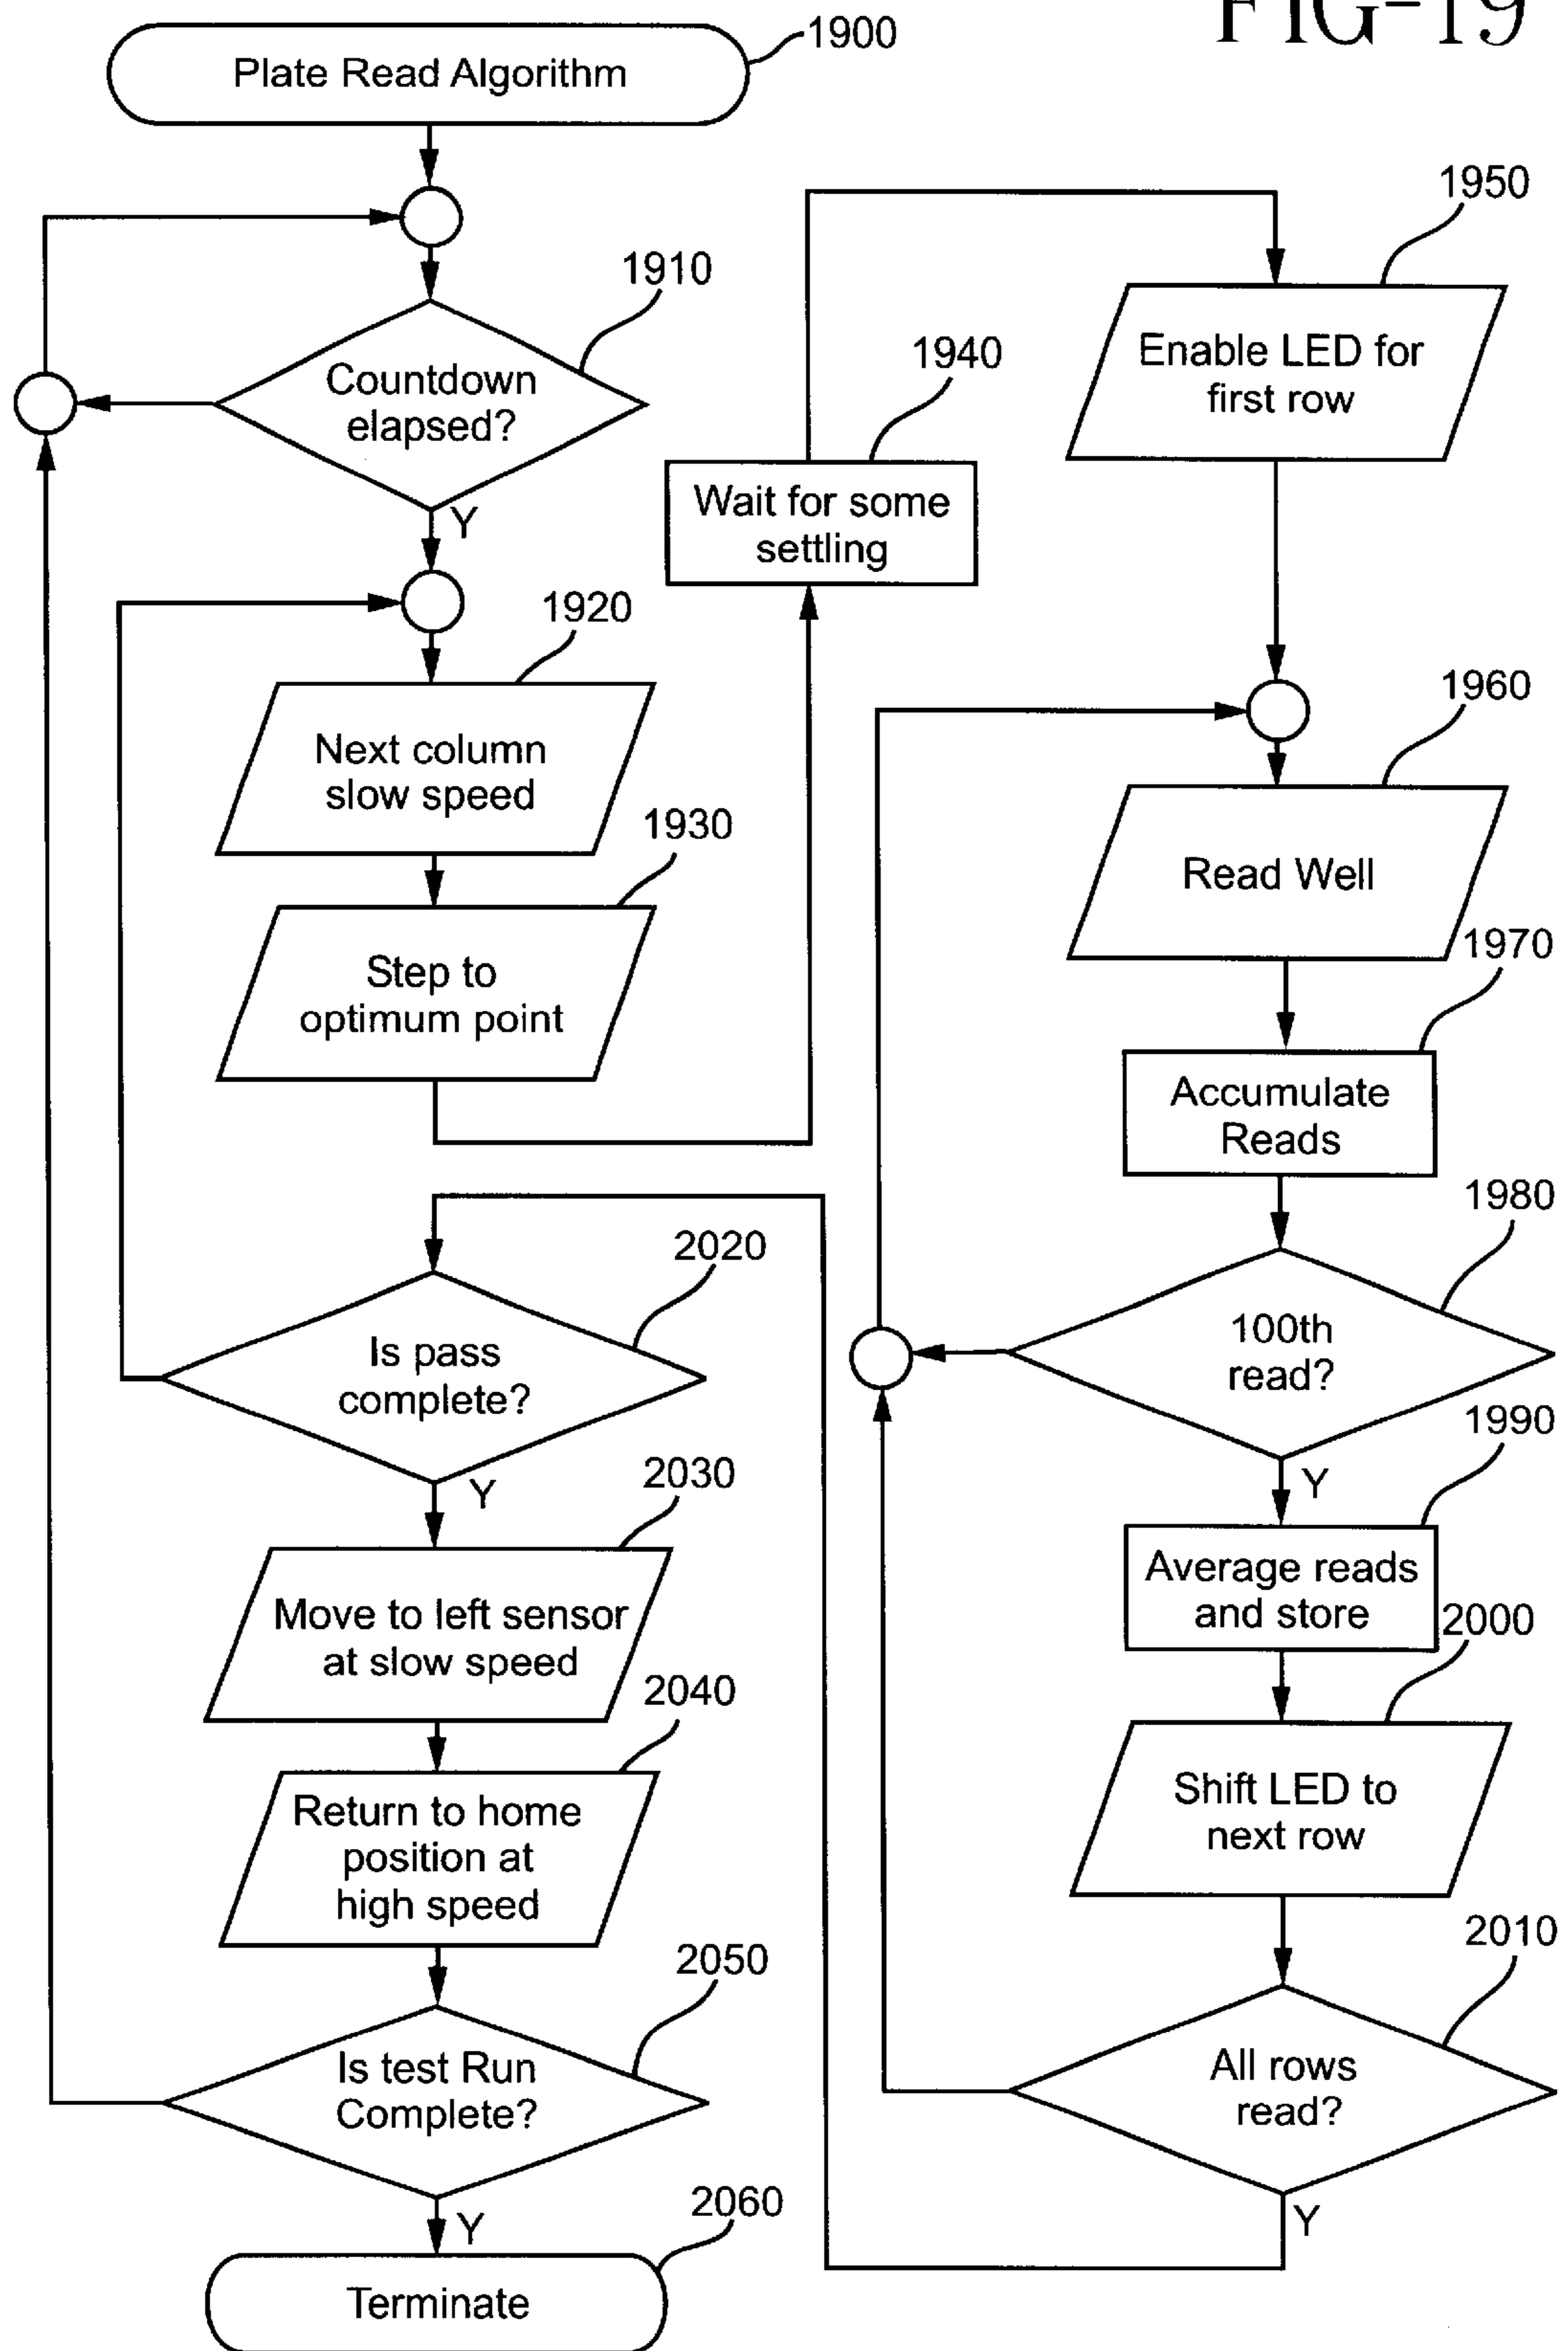 FIG-19
1900
Plate Read Algorithm
1910
Countdown
elapsed?
Y
1920
Next column
slow speed
1930
Step to
optimum point
1940
Wait for some
settling
1950
Enable LED for
first row
1960
Read Well
1970
Accumulate
Reads
1980
100th
read?
Y
1990
Average reads
and store
2000
Shift LED to
next row
2010
All rows
read?
Y
2020
Is pass
complete?
Y
2030
Move to left sensor
at slow speed
2040
Return to home
position at
high speed
2050
Is test Run
Complete?
Y
2060
Terminate